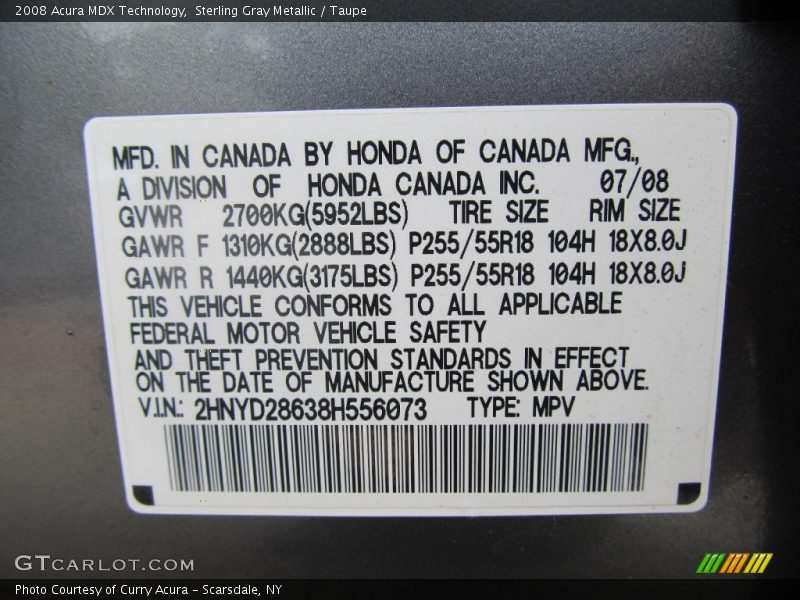 2008 Acura MDX Technology,  Sterling Gray Metallic / Taupe
MFD. IN CANADA BY HONDA OF CANADA MFG.,
A DIVISION OF HONDA CANADA INC. 07/08
GVWR 2700KG(5952LBS) TIRE SIZE RIM SIZE
GAWR F 1310KG(2888LBS) P255/55R18 104H 18X8.0J
GAWR R 1440KG(3175LBS) P255/55R18 104H 18X8.0J
THIS VEHICLE CONFORMS TO ALL APPLICABLE
FEDERAL MOTOR VEHICLE SAFETY
AND THEFT PREVENTION STANDARDS IN EFFECT
ON THE DATE OF MANUFACTURE SHOWN ABOVE.
V.I.N.: 2HNYD28638H556073 TYPE: MPV
GTCARLOT.COM
Photo Courtesy of Curry Acura – Scarsdale, NY